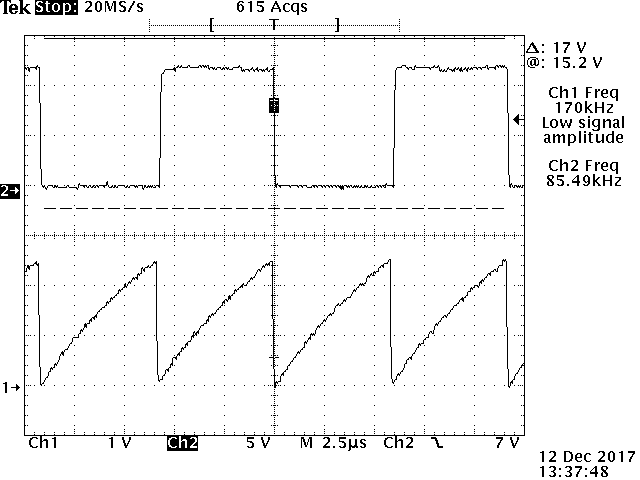 Tek Stop: 20MS/s 615 Acqs
[ T ]
Δ: 17 V
@: 15.2 V
Ch1 Freq
170kHz
Low signal
amplitude
Ch2 Freq
85.49kHz
2→
1→
Ch1 1 V Ch2 5 V M 2.5µs Ch2 7 V
12 Dec 2017
13:37:48